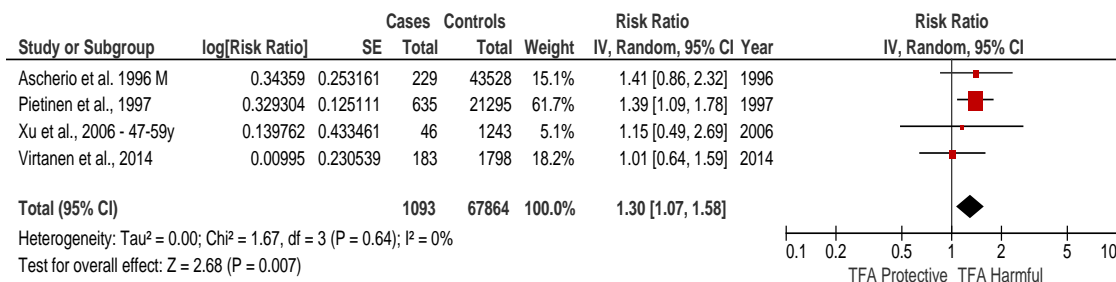 Cases Controls Risk Ratio Risk Ratio
Study or Subgroup log[Risk Ratio] SE Total Total Weight IV, Random, 95% CI Year IV, Random, 95% CI
Ascherio et al. 1996 M 0.34359 0.253161 229 43528 15.1% 1.41 [0.86, 2.32] 1996
Pietinen et al., 1997 0.329304 0.125111 635 21295 61.7% 1.39 [1.09, 1.78] 1997
Xu et al., 2006 - 47-59y 0.139762 0.433461 46 1243 5.1% 1.15 [0.49, 2.69] 2006
Virtanen et al., 2014 0.00995 0.230539 183 1798 18.2% 1.01 [0.64, 1.59] 2014
Total (95% CI) 1093 67864 100.0% 1.30 [1.07, 1.58]
Heterogeneity: Tau² = 0.00; Chi² = 1.67, df = 3 (P = 0.64); I² = 0%
Test for overall effect: Z = 2.68 (P = 0.007)
0.1 0.2 0.5 1 2 5 10
TFA Protective TFA Harmful